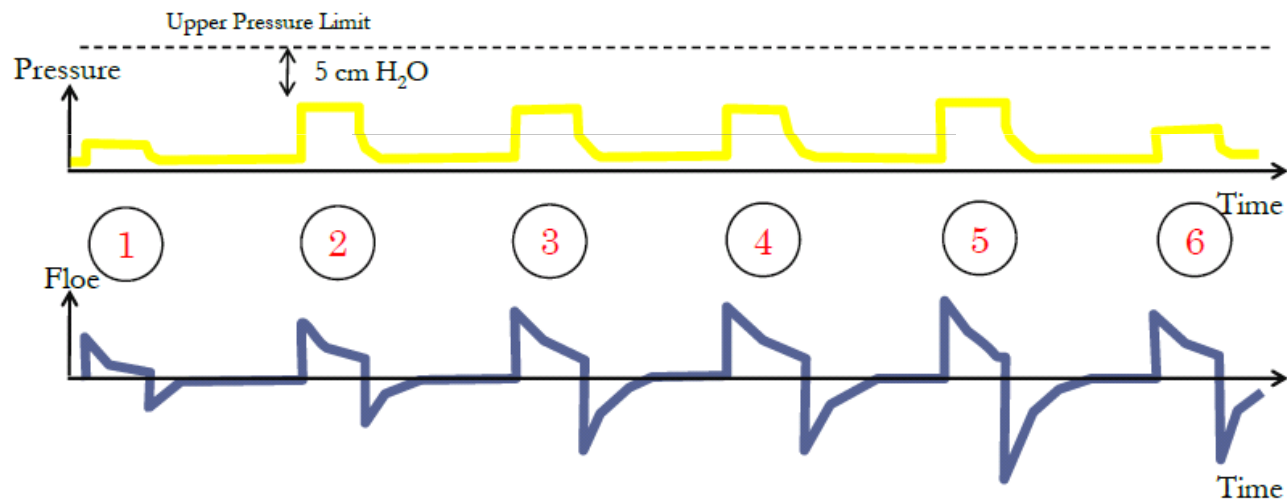 Upper Pressure Limit
Pressure
5 cm H₂O
Time
1 2 3 4 5 6
Floe
Time